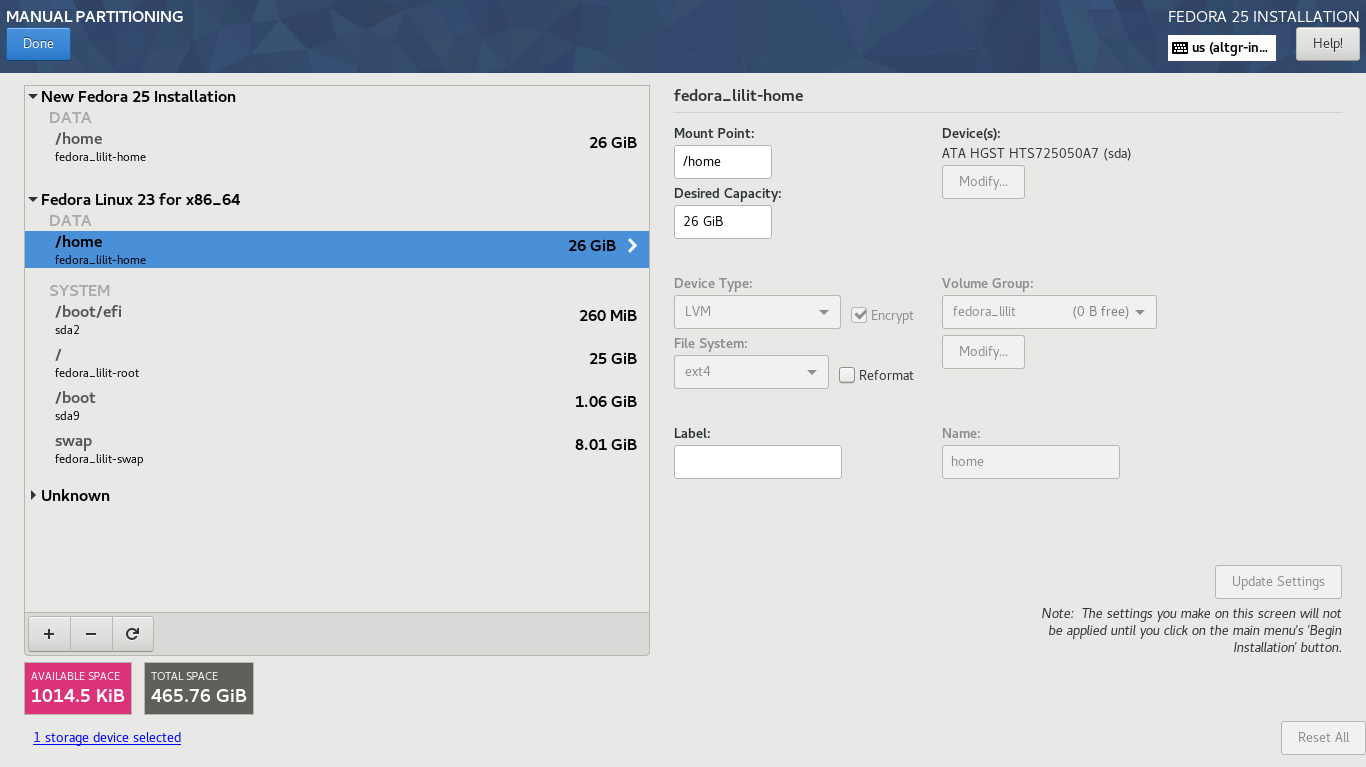 MANUAL PARTITIONING
FEDORA 25 INSTALLATION
Done
us (altgr-in...
Help!
New Fedora 25 Installation
DATA
/home
26 GiB
fedora_lilit-home
Fedora Linux 23 for x86_64
DATA
/home
26 GiB
fedora_lilit-home
SYSTEM
/boot/efi
260 MiB
sda2
/
25 GiB
fedora_lilit-root
/boot
1.06 GiB
sda9
swap
8.01 GiB
fedora_lilit-swap
Unknown
AVAILABLE SPACE
1014.5 KiB
TOTAL SPACE
465.76 GiB
1 storage device selected
fedora_lilit-home
Mount Point:
/home
Desired Capacity:
26 GiB
Device(s):
ATA HGST HTS725050A7 (sda)
Modify...
Device Type:
LVM
Encrypt
File System:
ext4
Reformat
Volume Group:
fedora_lilit (0 B free)
Modify...
Label:
Name:
home
Update Settings
Note: The settings you make on this screen will not
be applied until you click on the main menu's 'Begin
Installation' button.
Reset All